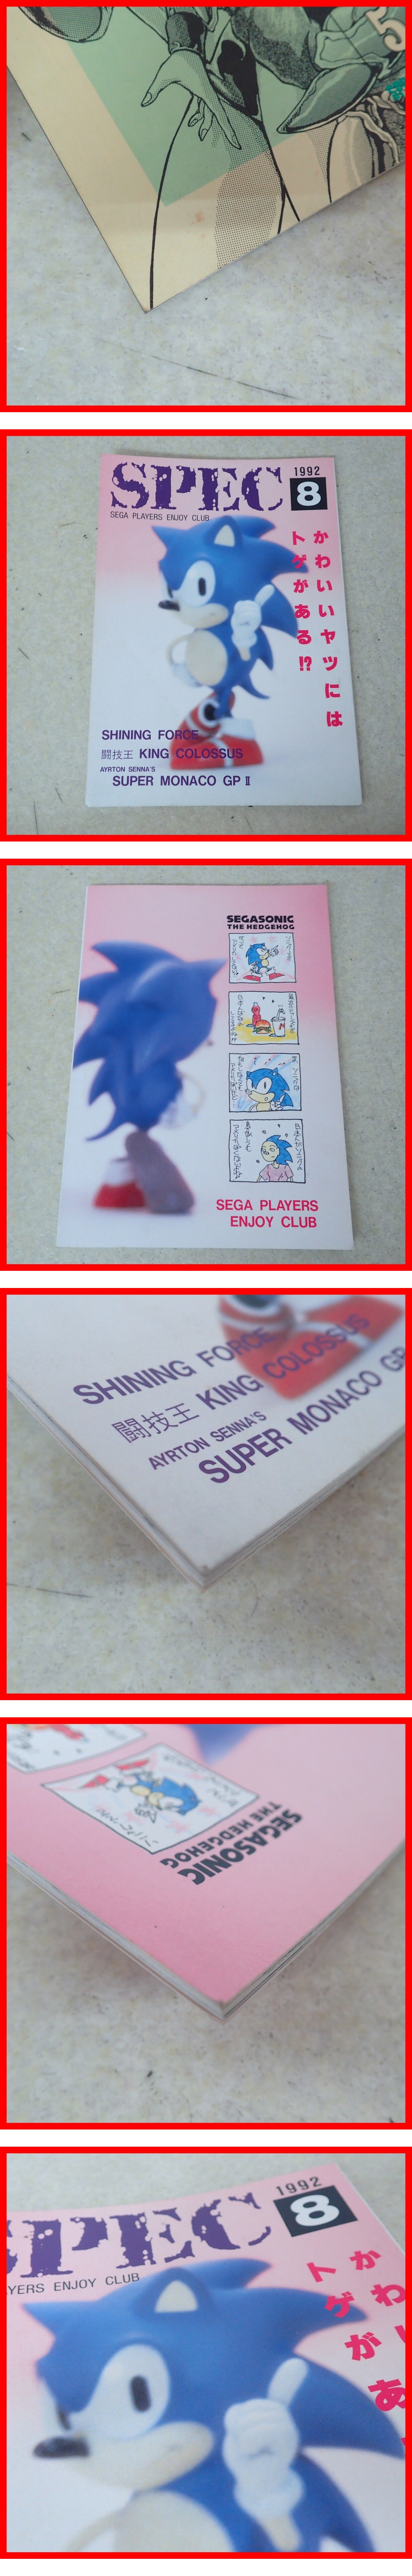 5
SPEC
1992
8
SEGA PLAYERS ENJOY CLUB
かわいいヤツには
トゲがある!?
SHINING FORCE
闘技王 KING COLOSSUS
AYRTON SENNA'S
SUPER MONACO GP II
SEGASONIC
THE HEDGEHOG
SEGA PLAYERS
ENJOY CLUB
SHINING FORCE
闘技王 KING COLOSSUS
AYRTON SENNA'S
SUPER MONACO GP
SEGASONIC
THE HEDGEHOG
SPEC
1992
8
YERS ENJOY CLUB
かわい
トゲがあ